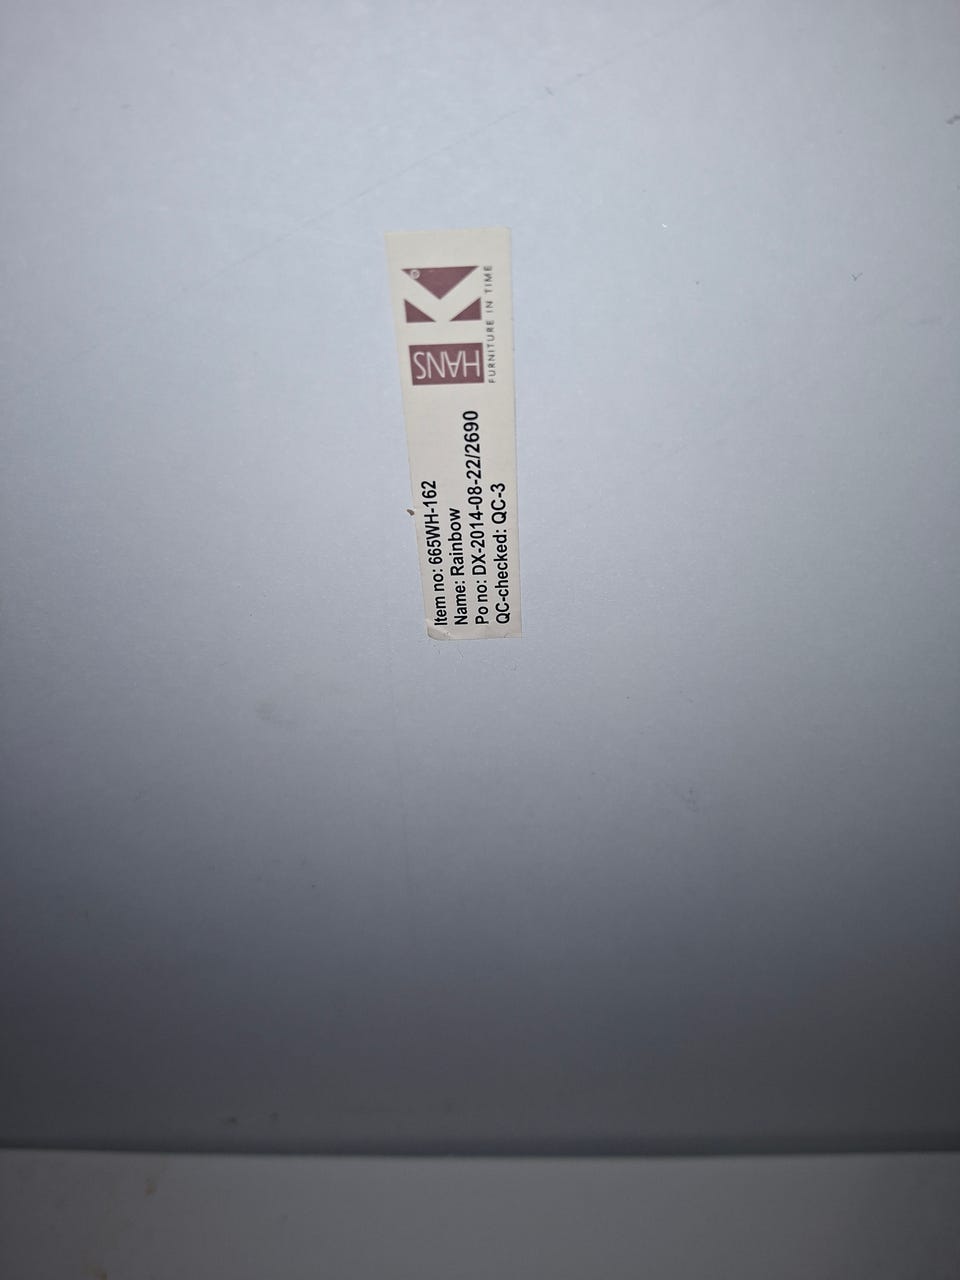 Item no: 665WH-162
Name: Rainbow
Po no: DX-2014-08-22/2690
QC-checked: QC-3
HANS K®
FURNITURE IN TIME